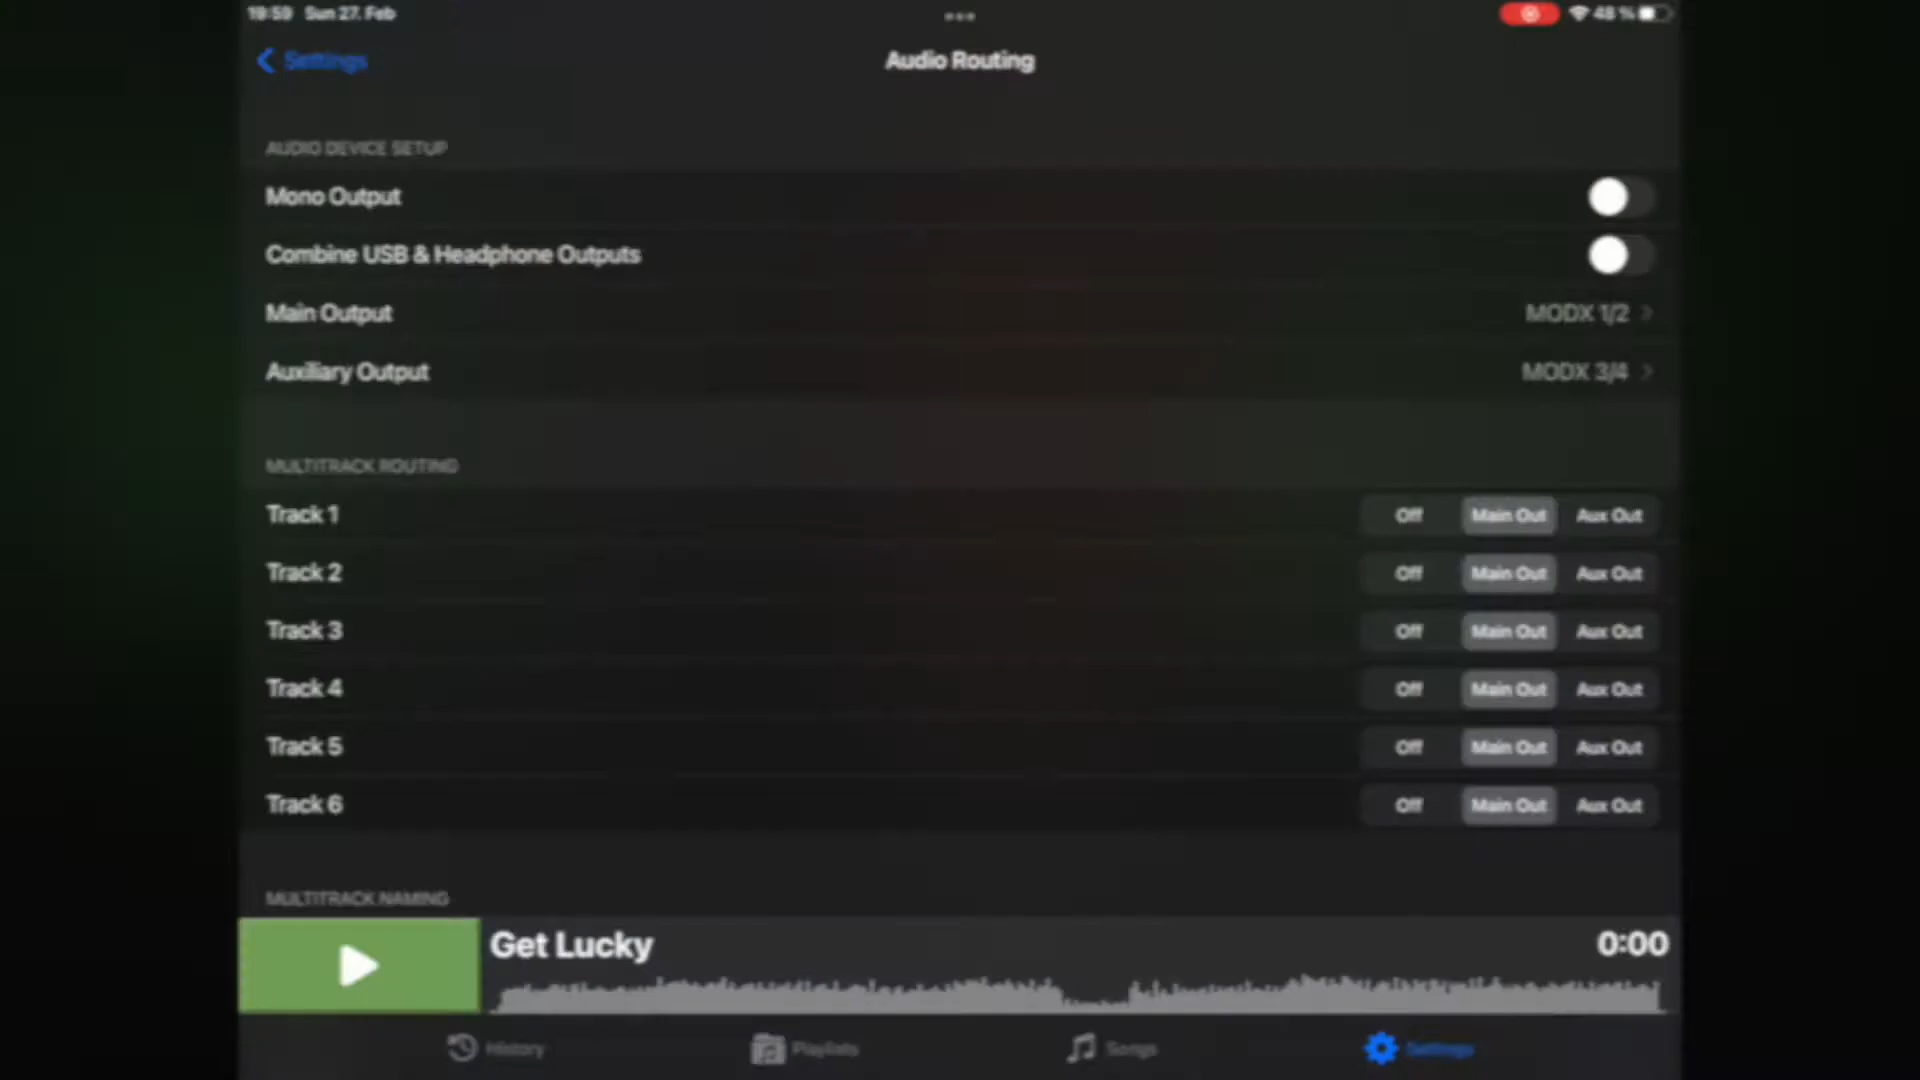 19:59 Sun 27. Feb
48 %
Settings
Audio Routing
AUDIO DEVICE SETUP
Mono Output
Combine USB & Headphone Outputs
Main Output MODX 1/2
Auxiliary Output MODX 3/4
MULTITRACK ROUTING
Track 1 Off Main Out Aux Out
Track 2 Off Main Out Aux Out
Track 3 Off Main Out Aux Out
Track 4 Off Main Out Aux Out
Track 5 Off Main Out Aux Out
Track 6 Off Main Out Aux Out
MULTITRACK NAMING
Get Lucky 0:00
History Playlists Songs Settings